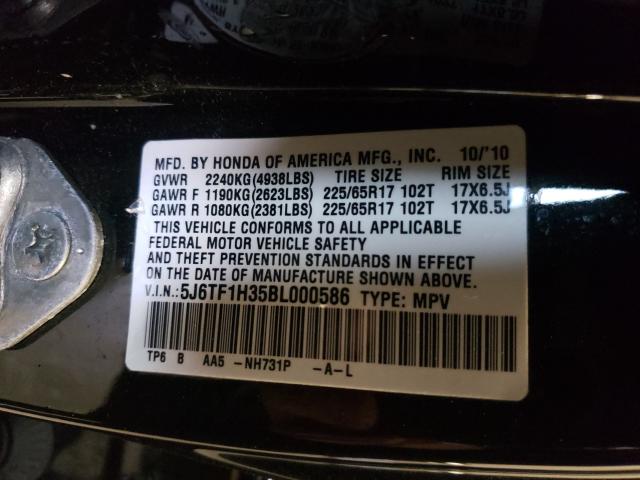 MFD. BY HONDA OF AMERICA MFG., INC. 10/'10
GVWR 2240KG(4938LBS) TIRE SIZE RIM SIZE
GAWR F 1190KG(2623LBS) 225/65R17 102T 17X6.5J
GAWR R 1080KG(2381LBS) 225/65R17 102T 17X6.5J
THIS VEHICLE CONFORMS TO ALL APPLICABLE
FEDERAL MOTOR VEHICLE SAFETY
AND THEFT PREVENTION STANDARDS IN EFFECT
ON THE DATE OF MANUFACTURE SHOWN ABOVE.
V.I.N.:5J6TF1H35BL000586 TYPE: MPV
TP6 B AA5 -NH731P -A-L